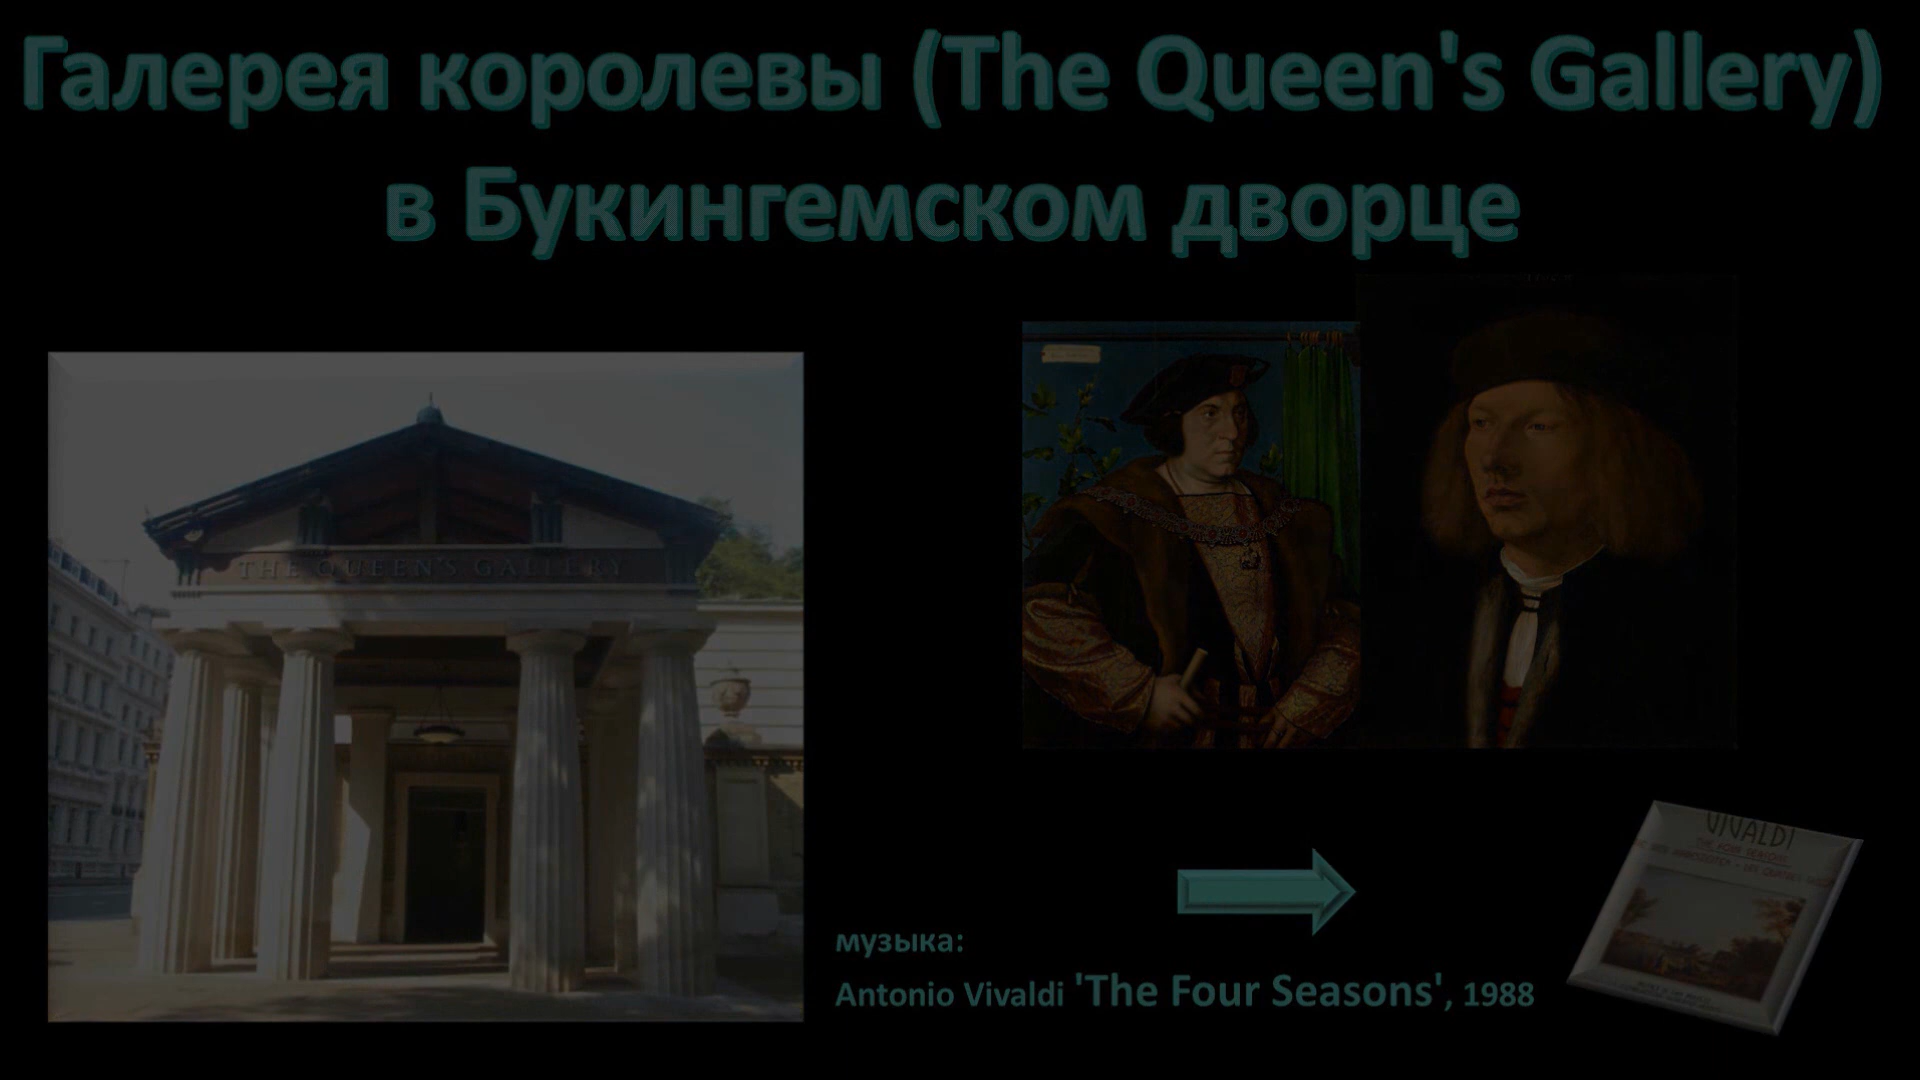 Галерея королевы (The Queen's Gallery)
в Букингемском дворце
THE QUEEN'S GALLERY
музыка:
Antonio Vivaldi 'The Four Seasons', 1988
VIVALDI
THE FOUR SEASONS